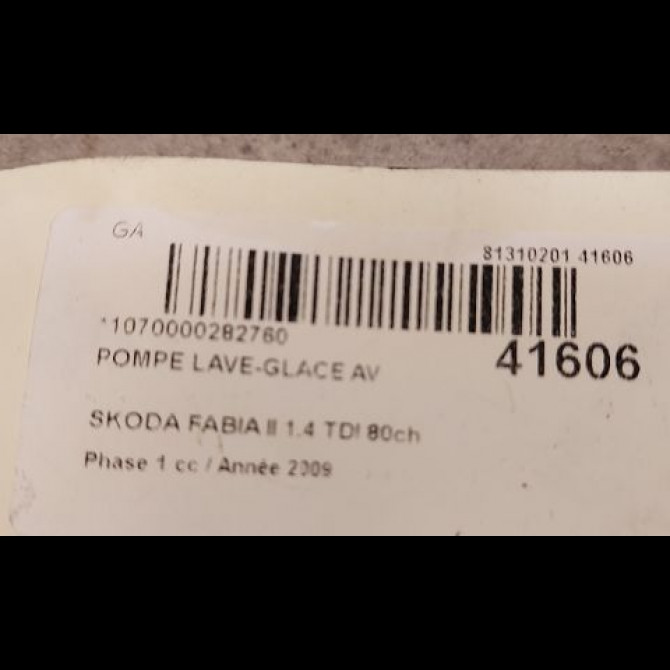 GA
81310201 41606
*1070000282760
41606
POMPE LAVE-GLACE AV
SKODA FABIA II 1.4 TDI 80ch
Phase 1 cc / Année 2009